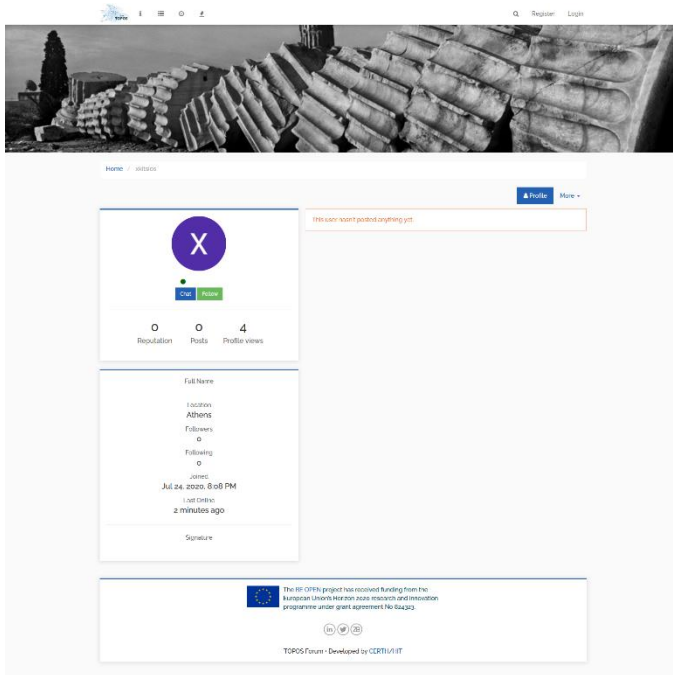 TOPOS
Register Login
Home /
Profile More
This user hasn't posted anything yet.
X
Chat Follow
0 0 4
Reputation Posts Profile views
Full Name
Location
Athens
Followers
0
Following
0
Joined
Jul 24, 2020, 8:08 PM
Last Online
2 minutes ago
Signature
The BE OPEN project has received funding from the
European Union's Horizon 2020 research and innovation
programme under grant agreement No 824323.
in
TOPOS Forum - Developed by CERTH/HIT